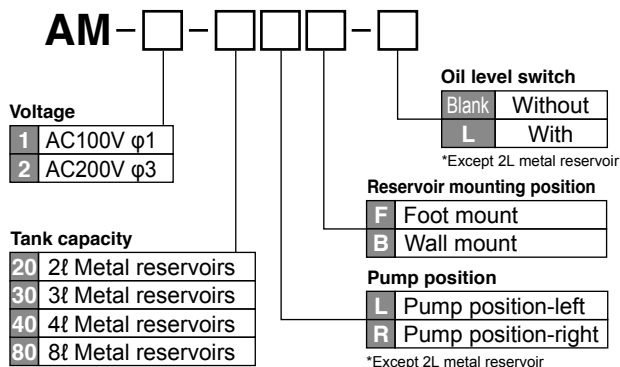 AM-□-□□□-□
Voltage
1 AC100V φ1
2 AC200V φ3
Tank capacity
20 2ℓ Metal reservoirs
30 3ℓ Metal reservoirs
40 4ℓ Metal reservoirs
80 8ℓ Metal reservoirs
Oil level switch
Blank Without
L With
*Except 2L metal reservoir
Reservoir mounting position
F Foot mount
B Wall mount
Pump position
L Pump position-left
R Pump position-right
*Except 2L metal reservoir